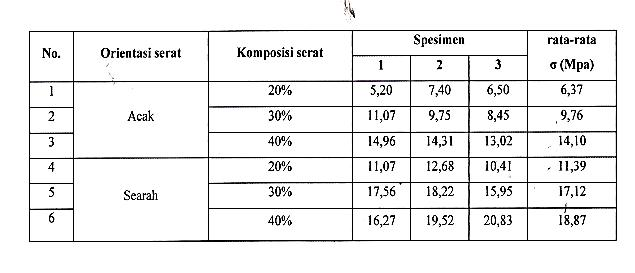 No. Orientasi serat Komposisi serat Spesimen rata-rata σ (Mpa)
1 2 3
1 Acak 20% 5,20 7,40 6,50 6,37
2 30% 11,07 9,75 8,45 9,76
3 40% 14,96 14,31 13,02 14,10
4 Searah 20% 11,07 12,68 10,41 11,39
5 30% 17,56 18,22 15,95 17,12
6 40% 16,27 19,52 20,83 18,87